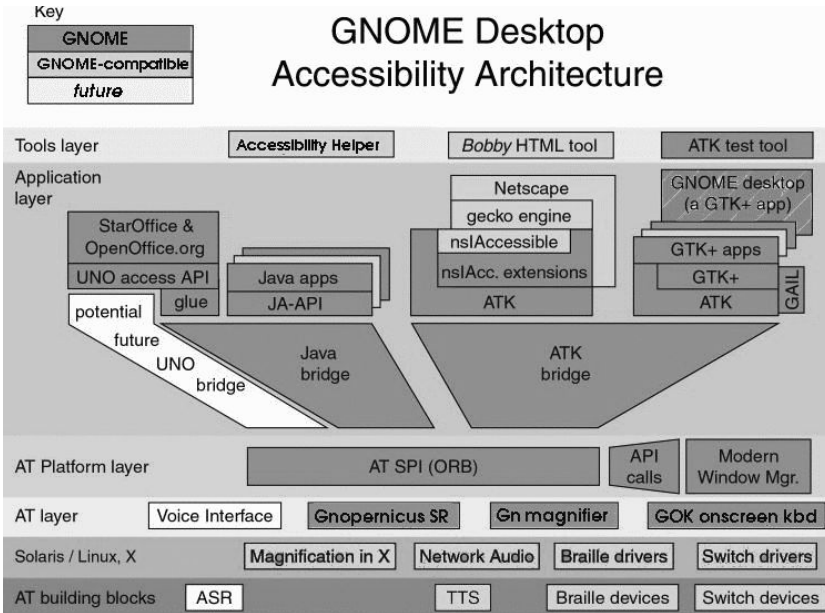 Key
GNOME
GNOME-compatible
future
GNOME Desktop
Accessibility Architecture
Tools layer
Accessibility Helper
Bobby HTML tool
ATK test tool
Application
layer
StarOffice &
OpenOffice.org
UNO access API
glue
potential
future
UNO
bridge
Java apps
JA-API
Java
bridge
Netscape
gecko engine
nsIAccessible
nsIAcc. extensions
ATK
ATK
bridge
GNOME desktop
(a GTK+ app)
GTK+ apps
GTK+
ATK
GAIL
AT Platform layer
AT SPI (ORB)
API
calls
Modern
Window Mgr.
AT layer
Voice Interface
Gnopernicus SR
Gn magnifier
GOK onscreen kbd
Solaris / Linux, X
Magnification in X
Network Audio
Braille drivers
Switch drivers
AT building blocks
ASR
TTS
Braille devices
Switch devices